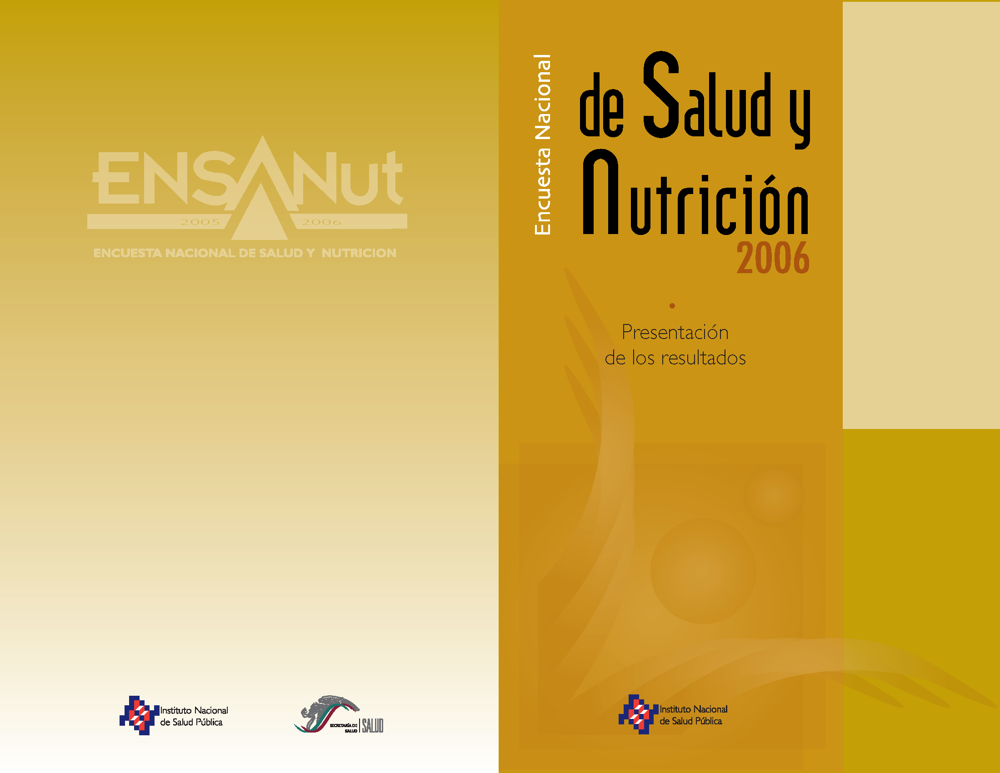 ENSANut
2005 2006
ENCUESTA NACIONAL DE SALUD Y NUTRICION
Instituto Nacional
de Salud Pública
SECRETARÍA DE
SALUD
SALUD
Encuesta Nacional
de Salud y
Nutrición
2006
Presentación
de los resultados
Instituto Nacional
de Salud Pública